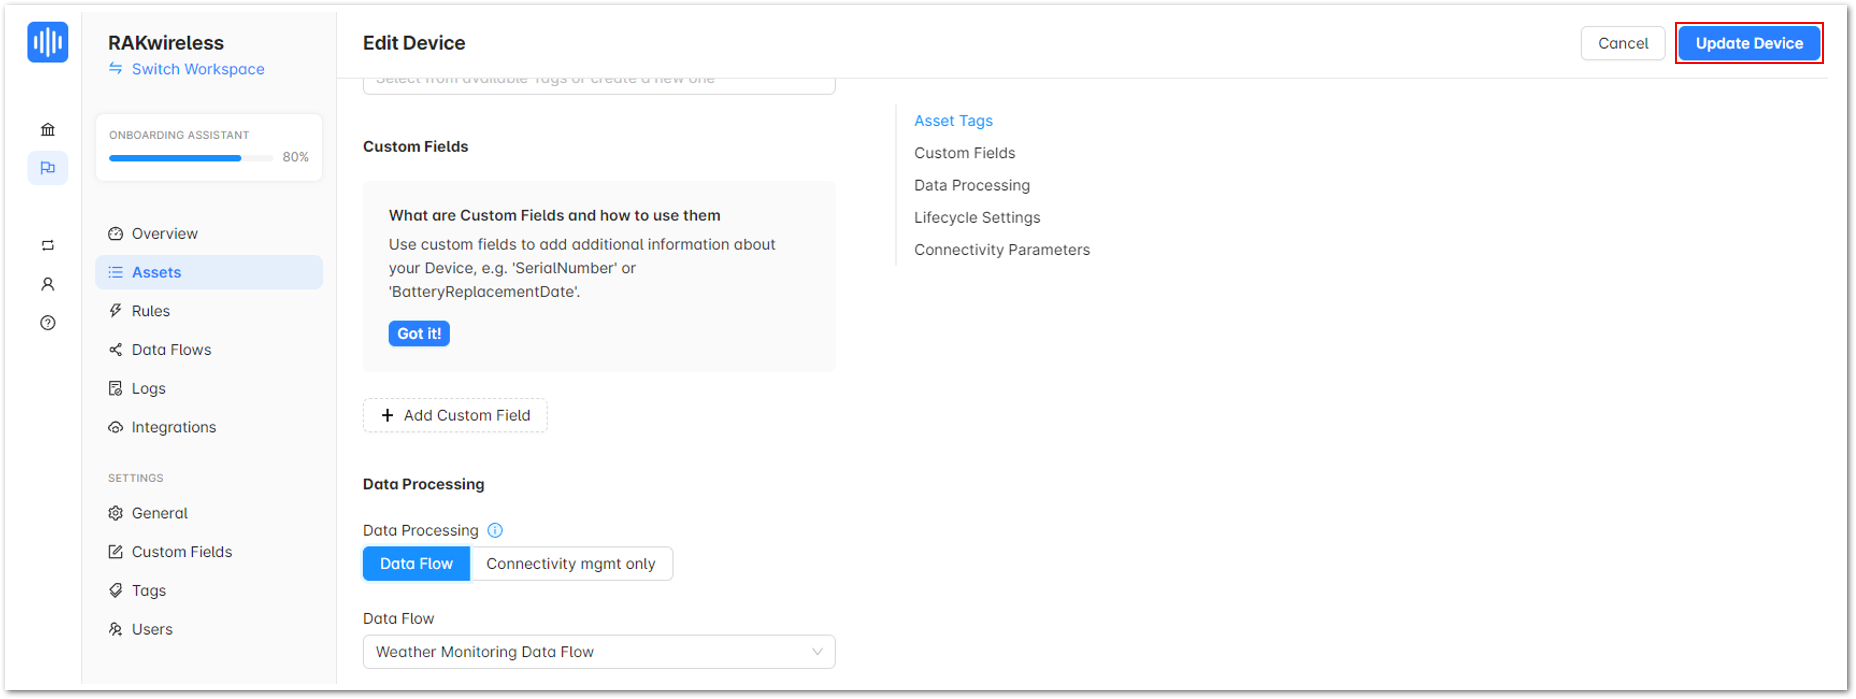 RAKwireless
Switch Workspace
ONBOARDING ASSISTANT
80%
Overview
Assets
Rules
Data Flows
Logs
Integrations
SETTINGS
General
Custom Fields
Tags
Users
Edit Device
Cancel
Update Device
Select from available Tags or create a new one
Custom Fields
What are Custom Fields and how to use them
Use custom fields to add additional information about
your Device, e.g. 'SerialNumber' or
'BatteryReplacementDate'.
Got it!
+ Add Custom Field
Data Processing
Data Processing
Data Flow
Connectivity mgmt only
Data Flow
Weather Monitoring Data Flow
Asset Tags
Custom Fields
Data Processing
Lifecycle Settings
Connectivity Parameters